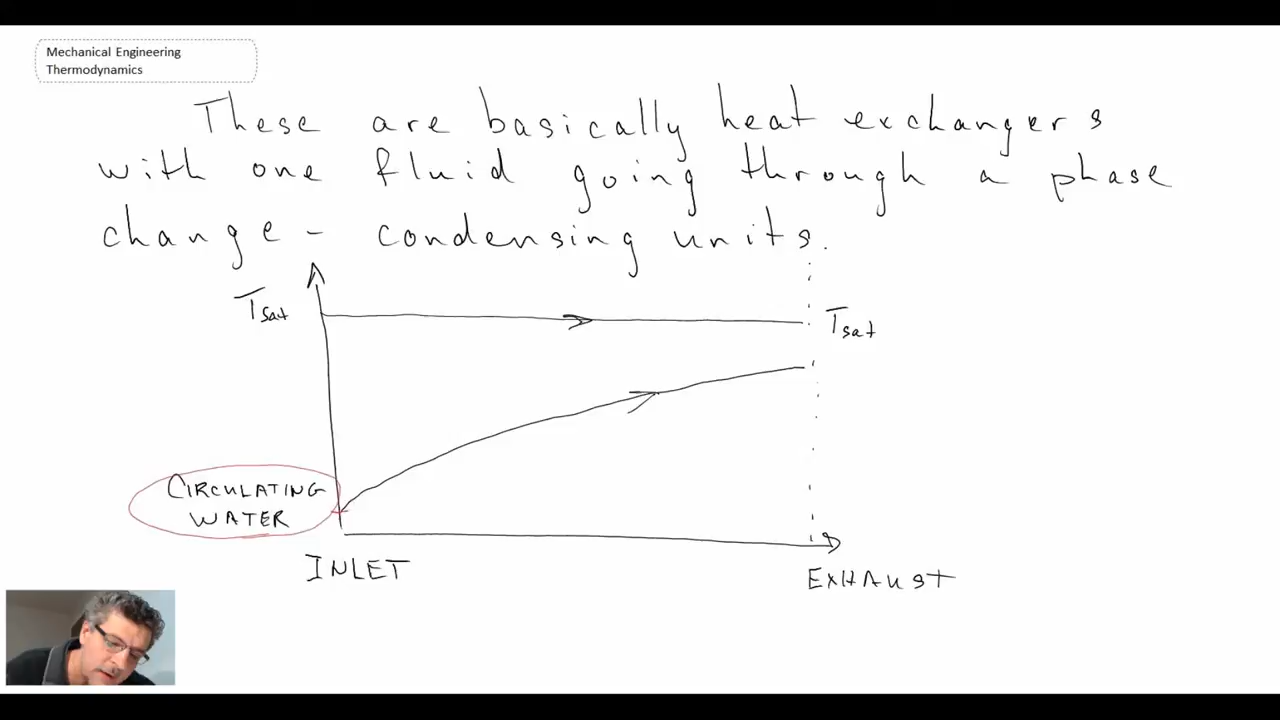 Mechanical Engineering
Thermodynamics
These are basically heat exchangers
with one fluid going through a phase
change - condensing units.
Tsat
Tsat
CIRCULATING
WATER
INLET
EXHAUST